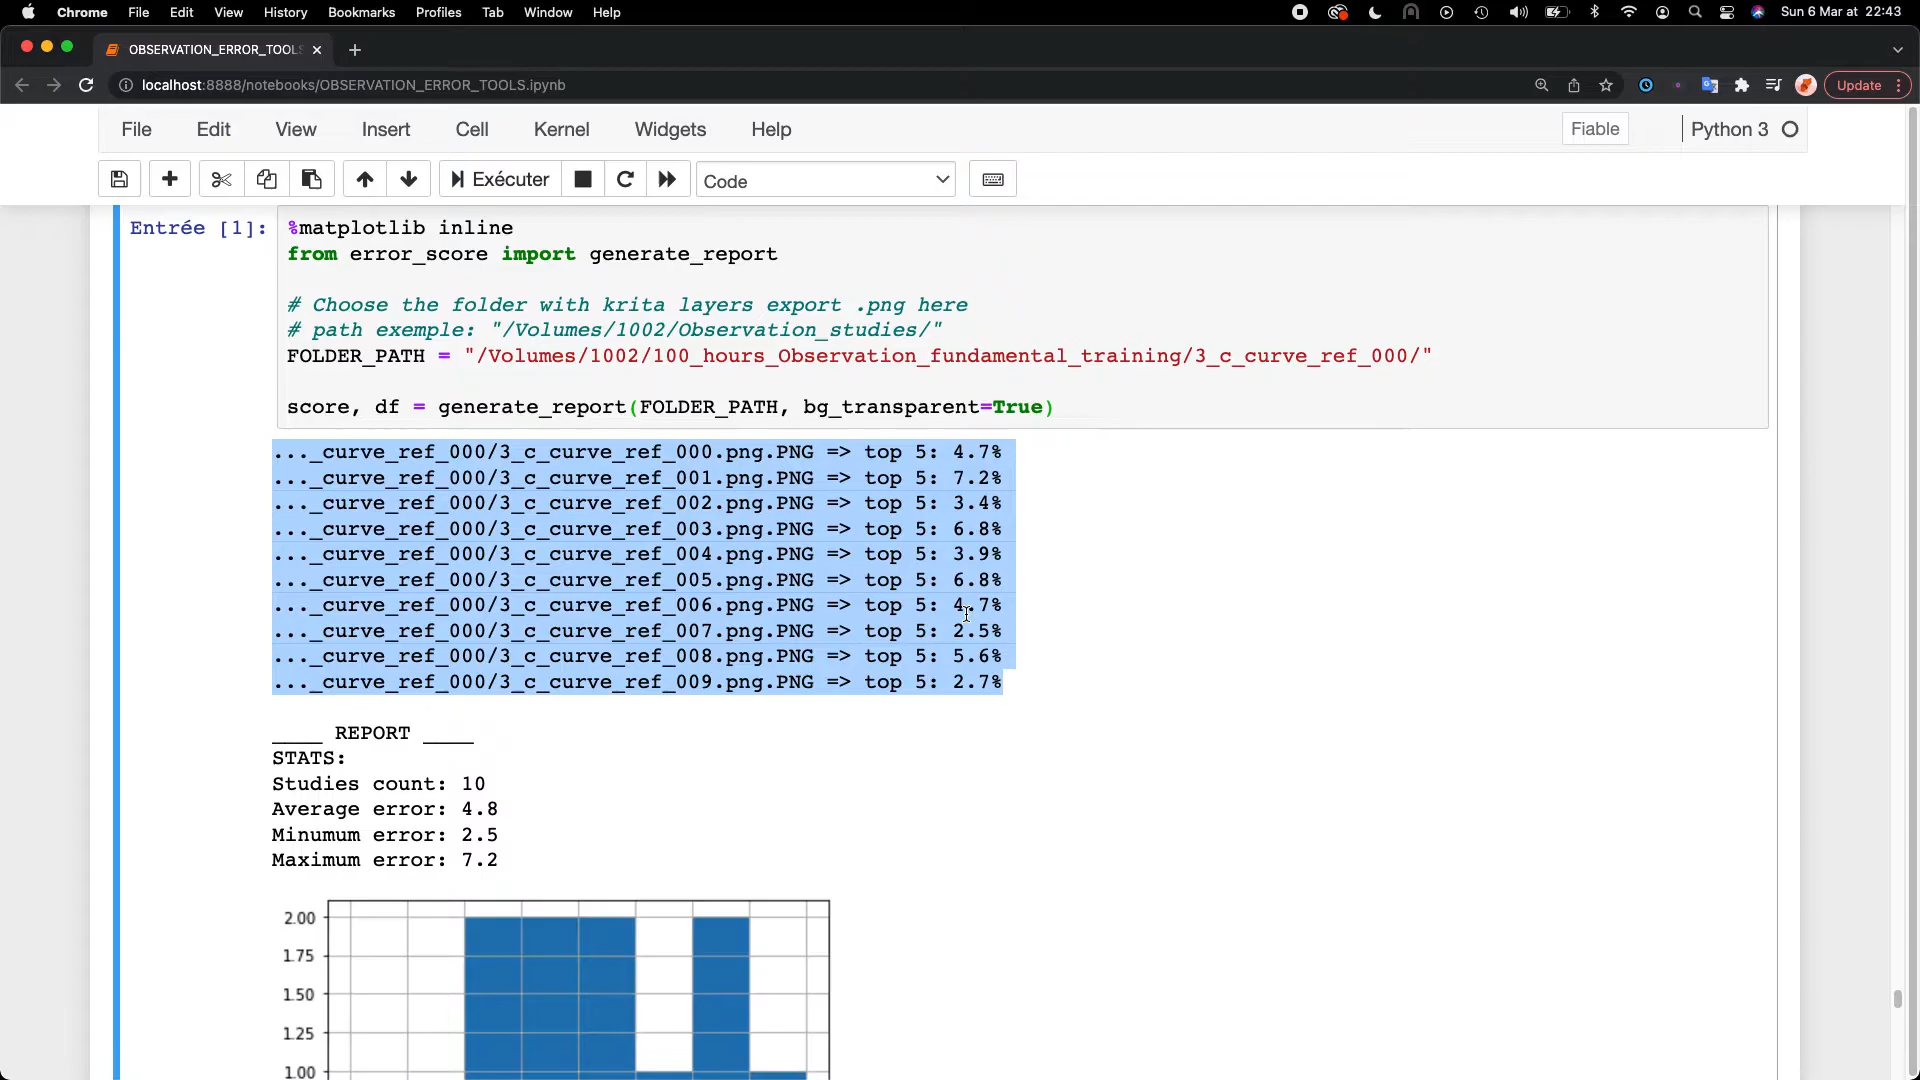 Chrome File Edit View History Bookmarks Profiles Tab Window Help Sun 6 Mar at 22:43
OBSERVATION_ERROR_TOOLS
localhost:8888/notebooks/OBSERVATION_ERROR_TOOLS.ipynb Update
File Edit View Insert Cell Kernel Widgets Help Fiable Python 3
Exécuter Code
Entrée [1]: %matplotlib inline
from error_score import generate_report
# Choose the folder with krita layers export .png here
# path exemple: "/Volumes/1002/Observation_studies/"
FOLDER_PATH = "/Volumes/1002/100_hours_Observation_fundamental_training/3_c_curve_ref_000/"
score, df = generate_report(FOLDER_PATH, bg_transparent=True)
..._curve_ref_000/3_c_curve_ref_000.png.PNG => top 5: 4.7%
..._curve_ref_000/3_c_curve_ref_001.png.PNG => top 5: 7.2%
..._curve_ref_000/3_c_curve_ref_002.png.PNG => top 5: 3.4%
..._curve_ref_000/3_c_curve_ref_003.png.PNG => top 5: 6.8%
..._curve_ref_000/3_c_curve_ref_004.png.PNG => top 5: 3.9%
..._curve_ref_000/3_c_curve_ref_005.png.PNG => top 5: 6.8%
..._curve_ref_000/3_c_curve_ref_006.png.PNG => top 5: 4.7%
..._curve_ref_000/3_c_curve_ref_007.png.PNG => top 5: 2.5%
..._curve_ref_000/3_c_curve_ref_008.png.PNG => top 5: 5.6%
..._curve_ref_000/3_c_curve_ref_009.png.PNG => top 5: 2.7%
____ REPORT ____
STATS:
Studies count: 10
Average error: 4.8
Minumum error: 2.5
Maximum error: 7.2
2.00
1.75
1.50
1.25
1.00